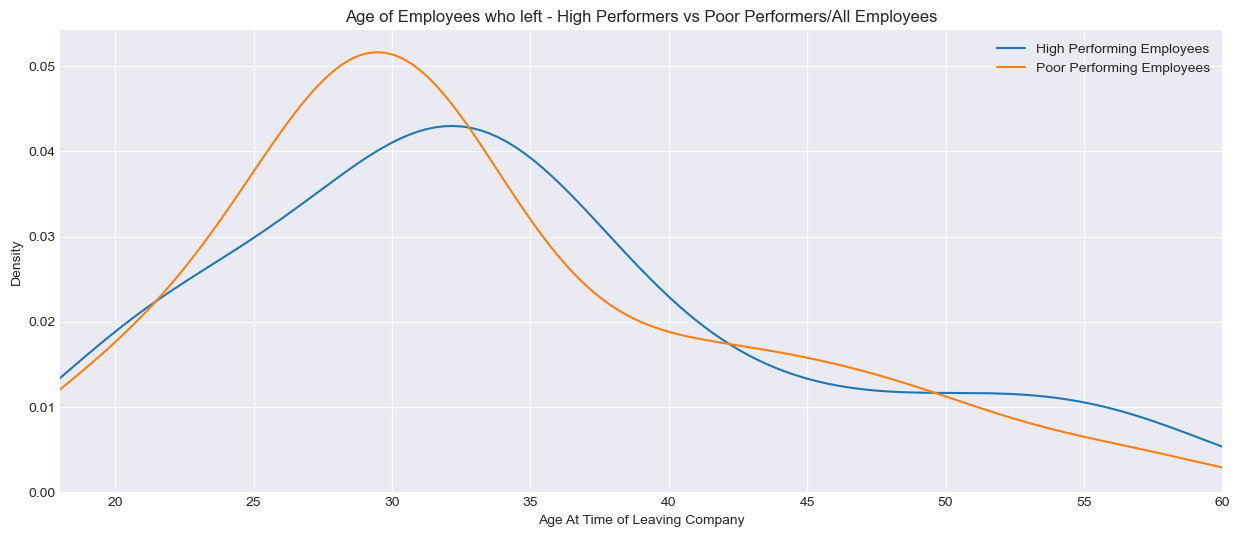 Age of Employees who left - High Performers vs Poor Performers/All Employees
High Performing Employees
Poor Performing Employees
Density
0.05
0.04
0.03
0.02
0.01
0.00
20 25 30 35 40 45 50 55 60
Age At Time of Leaving Company